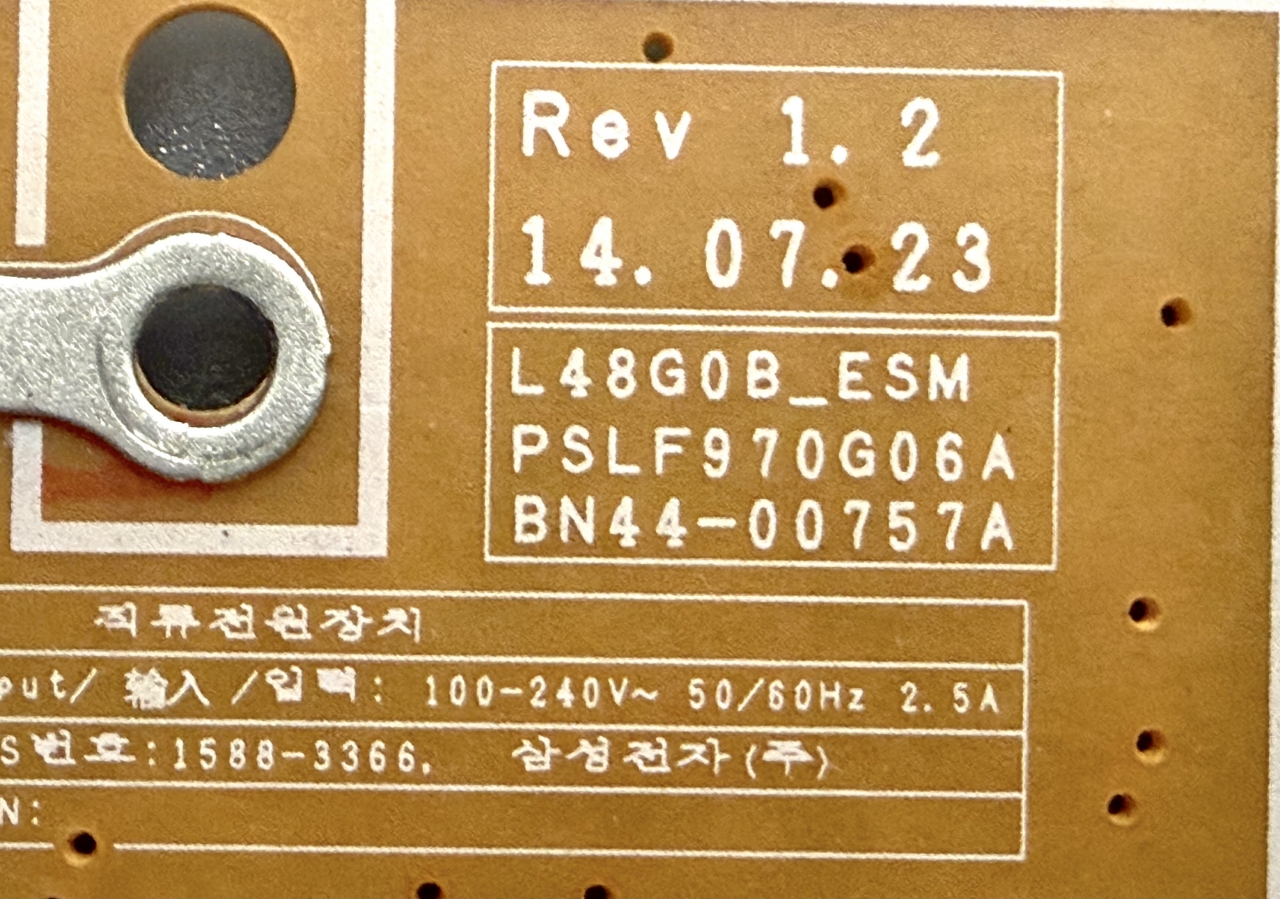 Rev 1.2
14.07.23
L48G0B_ESM
PSLF970G06A
BN44-00757A
직류전원장치
put/ 輸入 /입력: 100-240V~ 50/60Hz 2.5A
S번호:1588-3366. 삼성전자(주)
N: